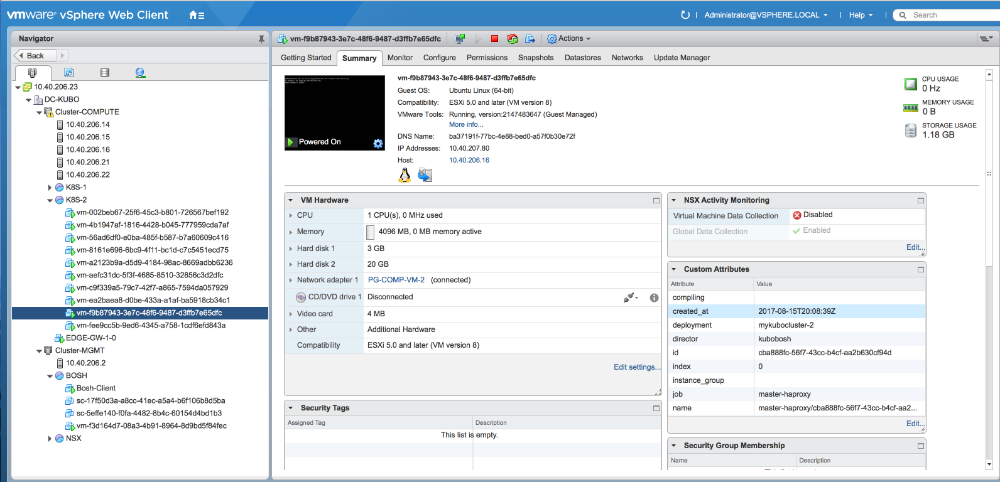 vmware® vSphere Web Client
Administrator@VSPHERE.LOCAL
Help
Search
Navigator
Back
10.40.206.23
DC-KUBO
Cluster-COMPUTE
10.40.206.14
10.40.206.15
10.40.206.16
10.40.206.21
10.40.206.22
K8S-1
K8S-2
vm-002beb67-25f6-45c3-b801-726567bef192
vm-4b1947af-1816-4428-b045-777959cda7af
vm-56ad6df0-e0ba-485f-b587-b7a60609c416
vm-8161e696-6bc9-4f11-bc1d-c7c5451ecd75
vm-a2123b9a-d5d9-4184-98ac-8669adbb6236
vm-aefc31dc-5f3f-4685-8510-32856c3d2dfc
vm-c9f339a5-79c7-42f7-a865-7594da057929
vm-ea2baea8-d0be-433a-a1af-ba5918cb34c1
vm-f9b87943-3e7c-48f6-9487-d3ffb7e65dfc
vm-fee9cc5b-9ed6-4345-a758-1cdf6efd843a
EDGE-GW-1-0
Cluster-MGMT
10.40.206.2
BOSH
Bosh-Client
sc-17f50d3a-a8cc-41ec-a5a4-b6f106b8d5ba
sc-5effe140-f0fa-4482-8b4c-60154d4bd1b3
vm-f3d164d7-08a3-4b91-8964-8d9bd5f84fec
NSX
vm-f9b87943-3e7c-48f6-9487-d3ffb7e65dfc
Actions
Getting Started Summary Monitor Configure Permissions Snapshots Datastores Networks Update Manager
Powered On
vm-f9b87943-3e7c-48f6-9487-d3ffb7e65dfc
Guest OS: Ubuntu Linux (64-bit)
Compatibility: ESXi 5.0 and later (VM version 8)
VMware Tools: Running, version:2147483647 (Guest Managed)
More info...
DNS Name: ba37191f-77bc-4e88-bed0-a57f0b30e72f
IP Addresses: 10.40.207.80
Host: 10.40.206.16
CPU USAGE
0 Hz
MEMORY USAGE
0 B
STORAGE USAGE
1.18 GB
VM Hardware
CPU 1 CPU(s), 0 MHz used
Memory 4096 MB, 0 MB memory active
Hard disk 1 3 GB
Hard disk 2 20 GB
Network adapter 1 PG-COMP-VM-2 (connected)
CD/DVD drive 1 Disconnected
Video card 4 MB
Other Additional Hardware
Compatibility ESXi 5.0 and later (VM version 8)
Edit settings...
Security Tags
Assigned Tag Description
This list is empty.
NSX Activity Monitoring
Virtual Machine Data Collection Disabled
Global Data Collection Enabled
Edit...
Custom Attributes
Attribute Value
compiling
created_at 2017-08-15T20:08:39Z
deployment mykubocluster-2
director kubobosh
id cba888fc-56f7-43cc-b4cf-aa2b630cf94d
index 0
instance_group
job master-haproxy
name master-haproxy/cba888fc-56f7-43cc-b4cf-aa2...
Edit...
Security Group Membership
Name Description